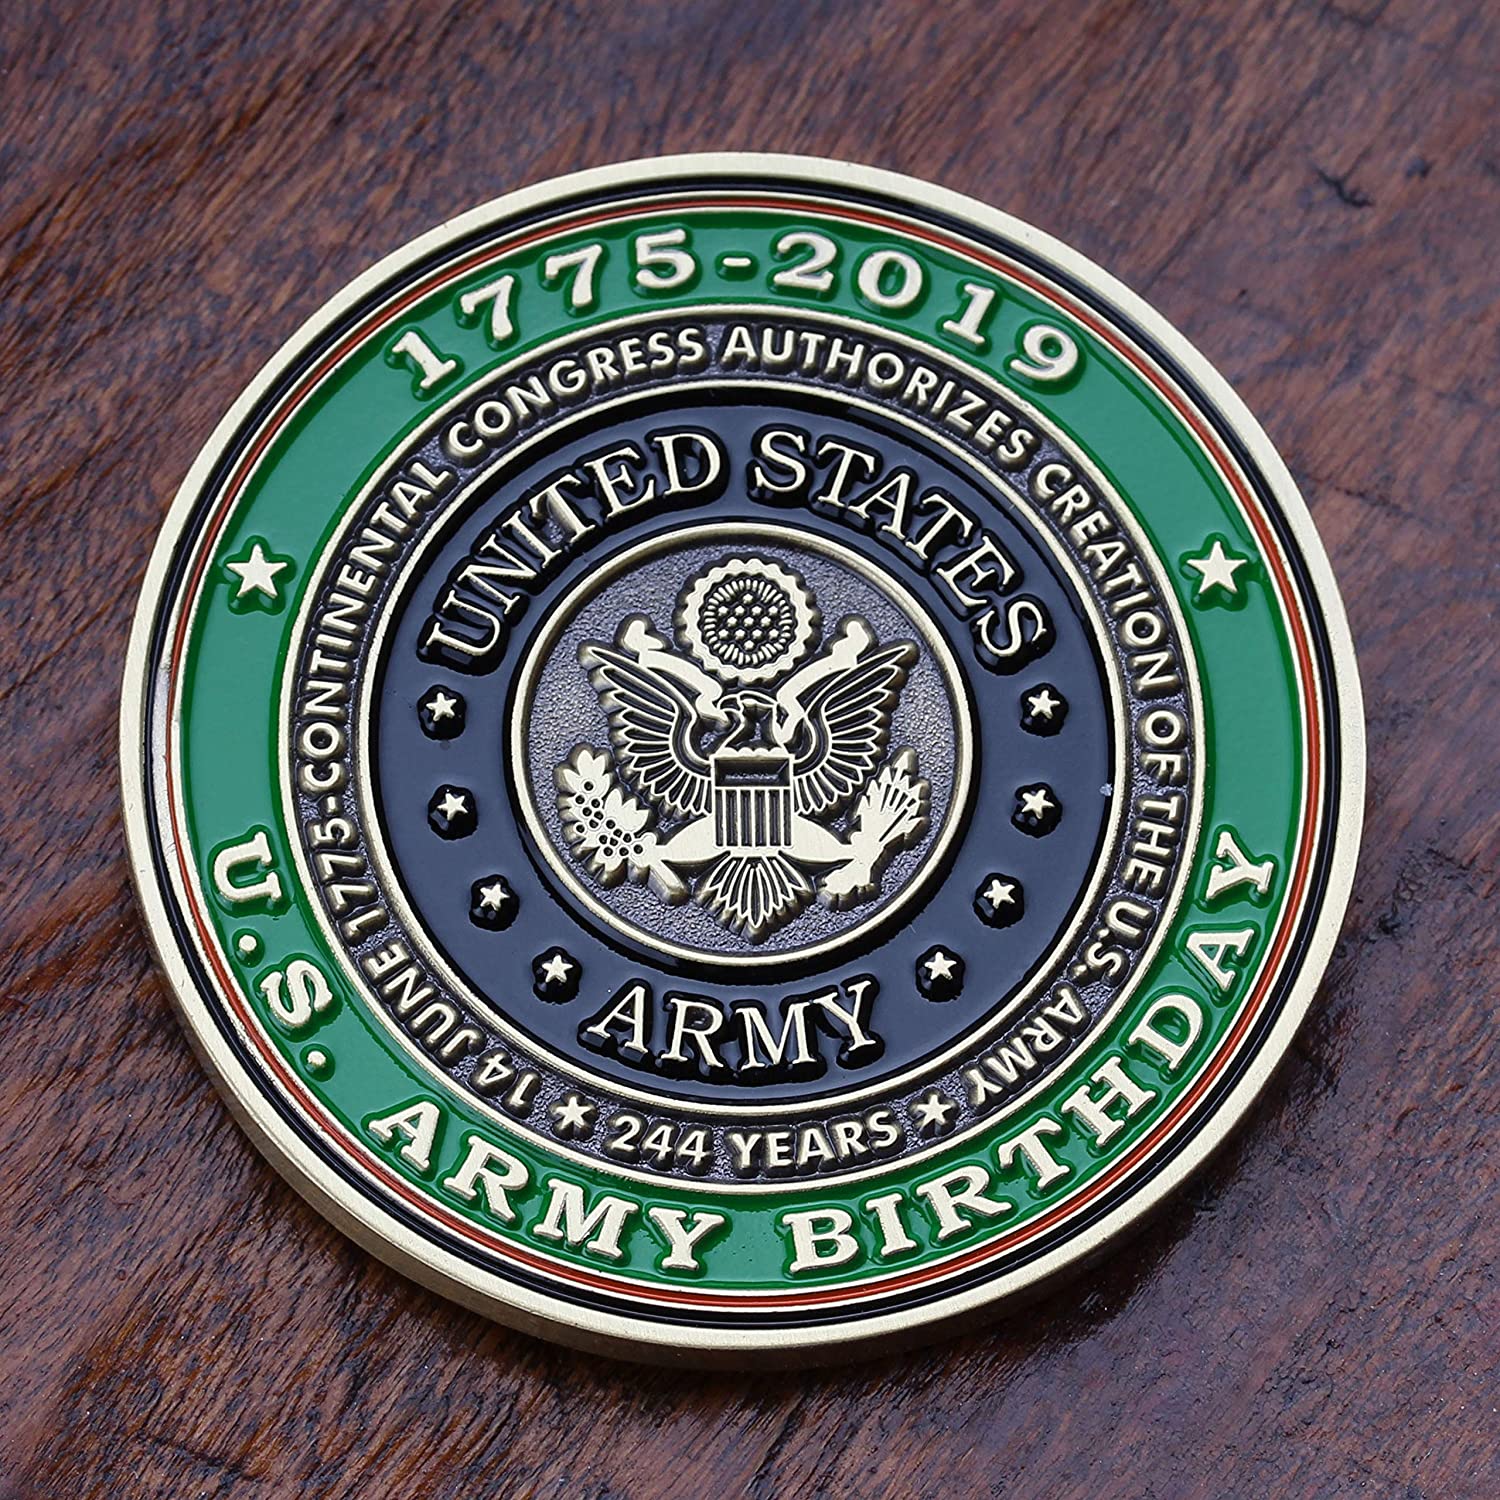 1775-2019
14 JUNE 1775-CONTINENTAL CONGRESS AUTHORIZES CREATION OF THE U.S. ARMY
UNITED STATES
ARMY
244 YEARS
U.S. ARMY BIRTHDAY